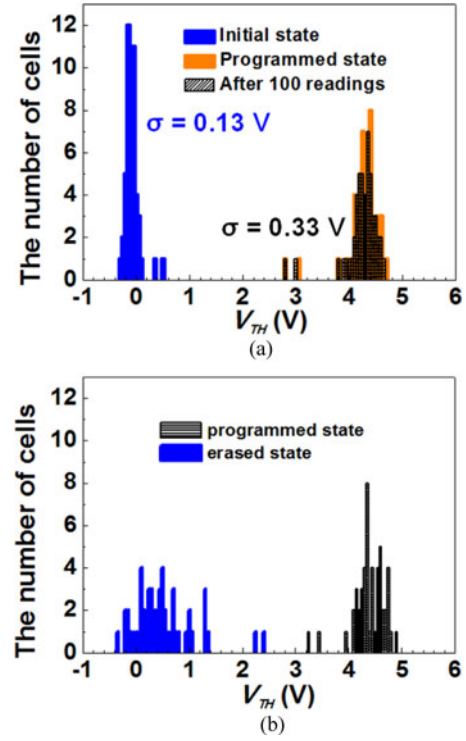 12
10
8
6
4
2
0
The number of cells
Initial state
Programmed state
After 100 readings
σ = 0.13 V
σ = 0.33 V
-1 0 1 2 3 4 5 6
V_TH (V)
(a)
12
10
8
6
4
2
0
The number of cells
programmed state
erased state
-1 0 1 2 3 4 5 6
V_TH (V)
(b)